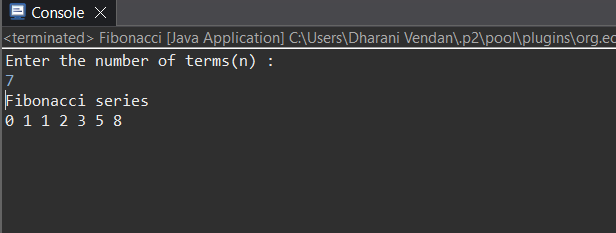 Console
<terminated> Fibonacci [Java Application] C:\Users\Dharani Vendan\.p2\pool\plugins\org.ec
Enter the number of terms(n) :
7
Fibonacci series
0 1 1 2 3 5 8